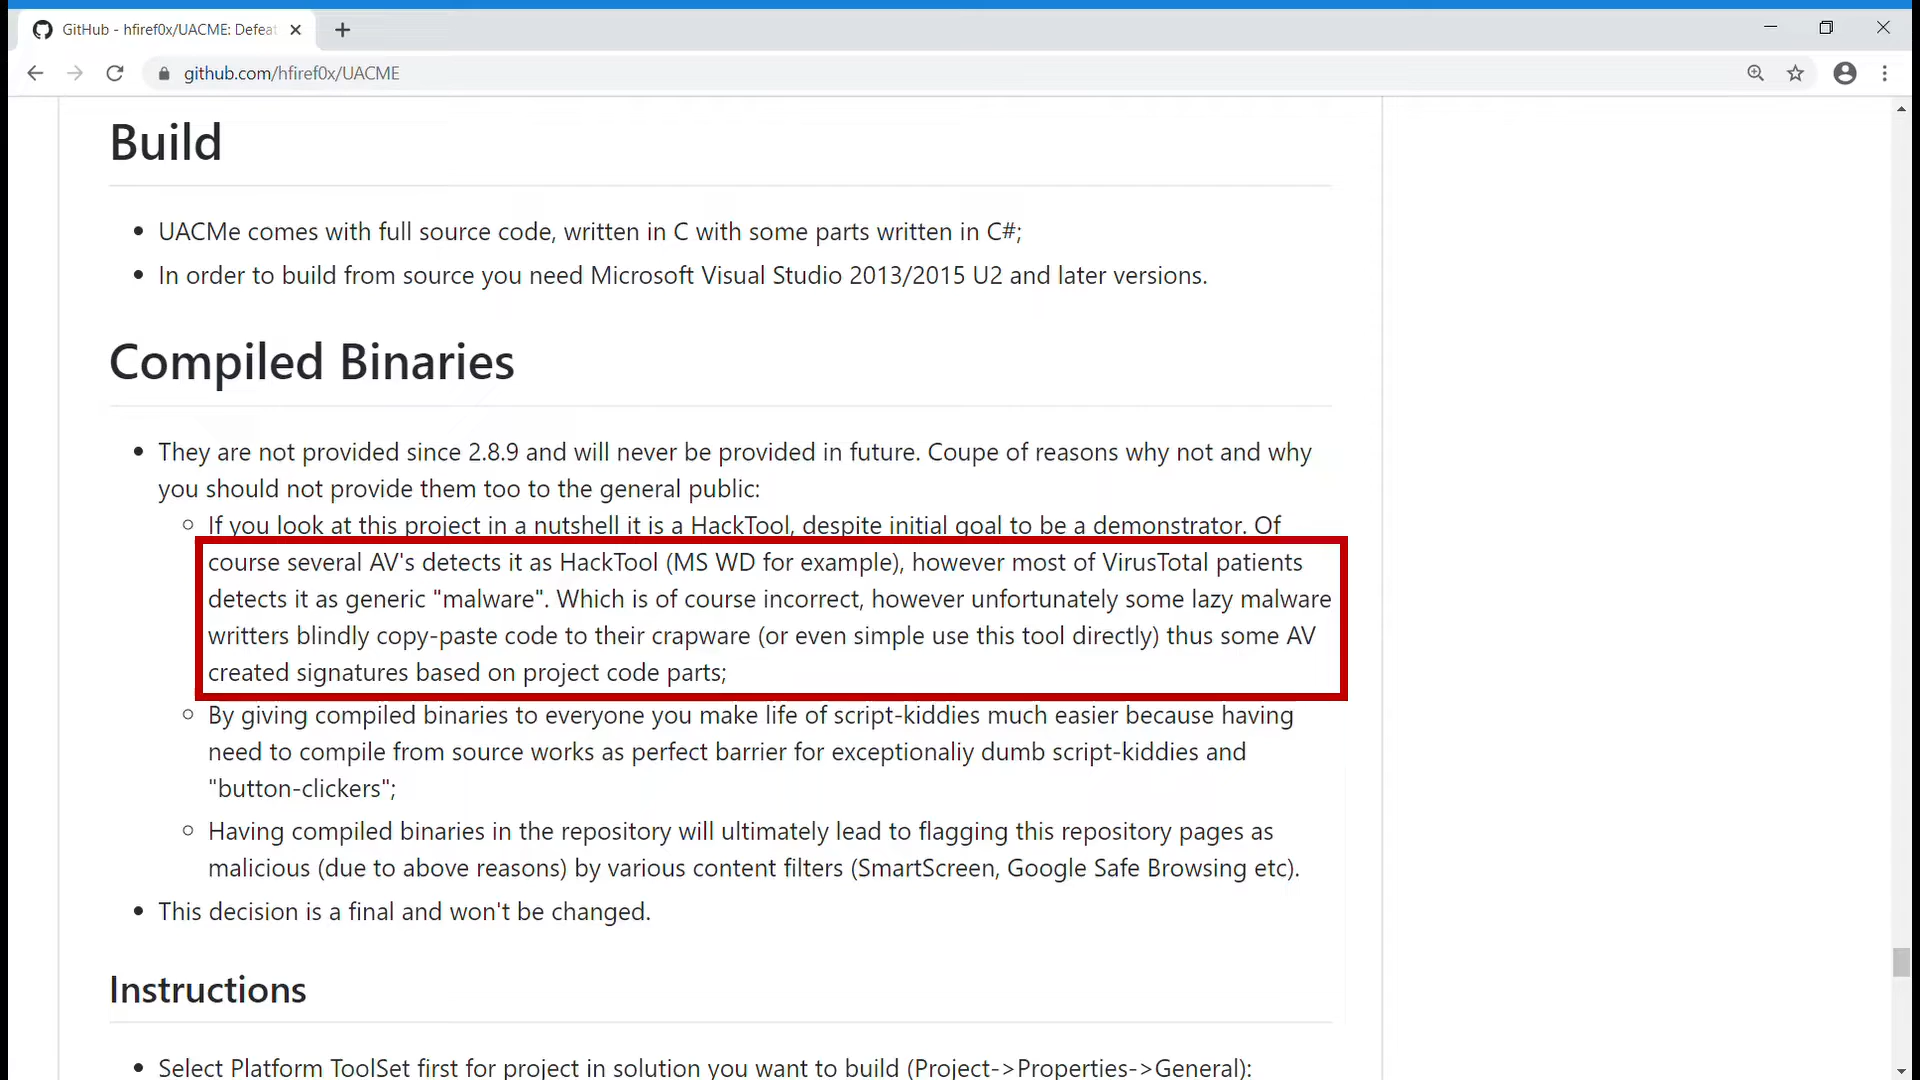 GitHub - hfiref0x/UACME: Defeat
github.com/hfiref0x/UACME
Build
UACMe comes with full source code, written in C with some parts written in C#;
In order to build from source you need Microsoft Visual Studio 2013/2015 U2 and later versions.
Compiled Binaries
They are not provided since 2.8.9 and will never be provided in future. Coupe of reasons why not and why
you should not provide them too to the general public:
If you look at this project in a nutshell it is a HackTool, despite initial goal to be a demonstrator. Of
course several AV's detects it as HackTool (MS WD for example), however most of VirusTotal patients
detects it as generic "malware". Which is of course incorrect, however unfortunately some lazy malware
writters blindly copy-paste code to their crapware (or even simple use this tool directly) thus some AV
created signatures based on project code parts;
By giving compiled binaries to everyone you make life of script-kiddies much easier because having
need to compile from source works as perfect barrier for exceptionaliy dumb script-kiddies and
"button-clickers";
Having compiled binaries in the repository will ultimately lead to flagging this repository pages as
malicious (due to above reasons) by various content filters (SmartScreen, Google Safe Browsing etc).
This decision is a final and won't be changed.
Instructions
Select Platform ToolSet first for project in solution you want to build (Project->Properties->General):